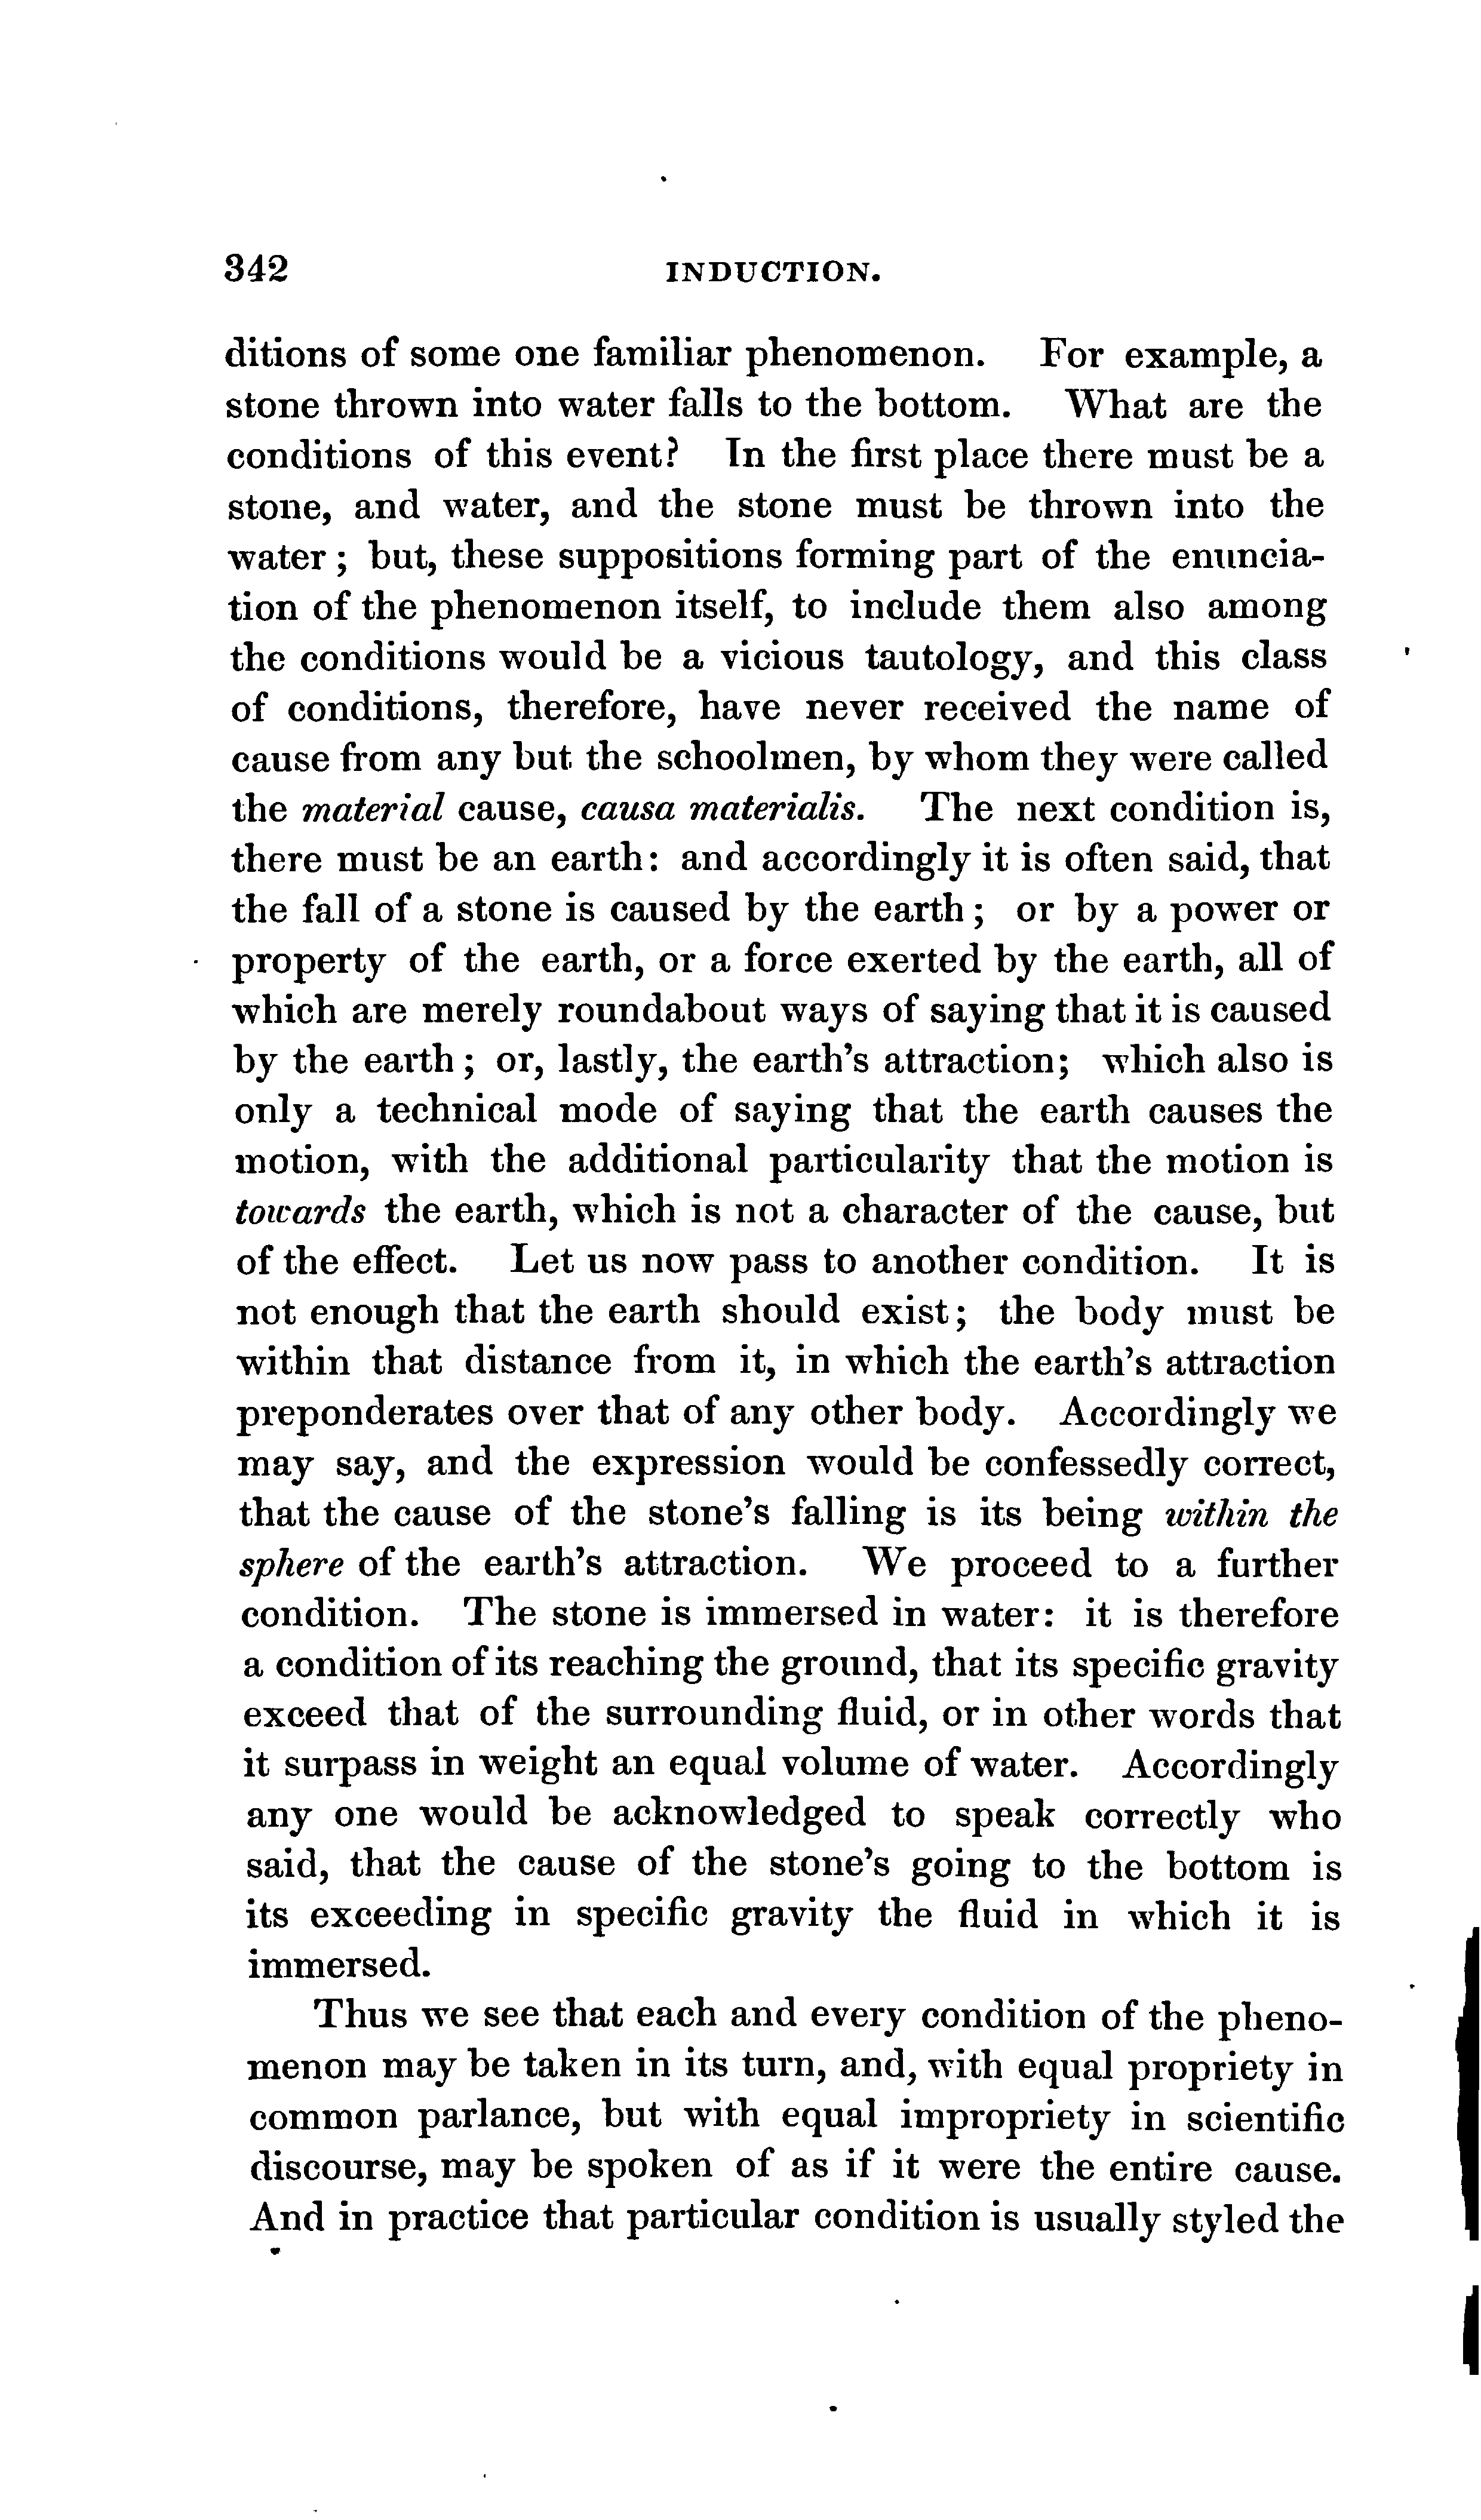 342 INDUCTION.
ditions of some one familiar phenomenon. For example, a
stone thrown into water falls to the bottom. What are the
conditions of this event? In the first place there must be a
stone, and water, and the stone must be thrown into the
water ; but, these suppositions forming part of the enuncia-
tion of the phenomenon itself, to include them also among
the conditions would be a vicious tautology, and this class
of conditions, therefore, have never received the name of
cause from any but the schoolmen, by whom they were called
the material cause, causa materialis. The next condition is,
there must be an earth: and accordingly it is often said, that
the fall of a stone is caused by the earth ; or by a power or
property of the earth, or a force exerted by the earth, all of
which are merely roundabout ways of saying that it is caused
by the earth ; or, lastly, the earth's attraction; which also is
only a technical mode of saying that the earth causes the
motion, with the additional particularity that the motion is
towards the earth, which is not a character of the cause, but
of the effect. Let us now pass to another condition. It is
not enough that the earth should exist; the body must be
within that distance from it, in which the earth's attraction
preponderates over that of any other body. Accordingly we
may say, and the expression would be confessedly correct,
that the cause of the stone's falling is its being within the
sphere of the earth's attraction. We proceed to a further
condition. The stone is immersed in water: it is therefore
a condition of its reaching the ground, that its specific gravity
exceed that of the surrounding fluid, or in other words that
it surpass in weight an equal volume of water. Accordingly
any one would be acknowledged to speak correctly who
said, that the cause of the stone's going to the bottom is
its exceeding in specific gravity the fluid in which it is
immersed.
Thus we see that each and every condition of the pheno-
menon may be taken in its turn, and, with equal propriety in
common parlance, but with equal impropriety in scientific
discourse, may be spoken of as if it were the entire cause.
And in practice that particular condition is usually styled the